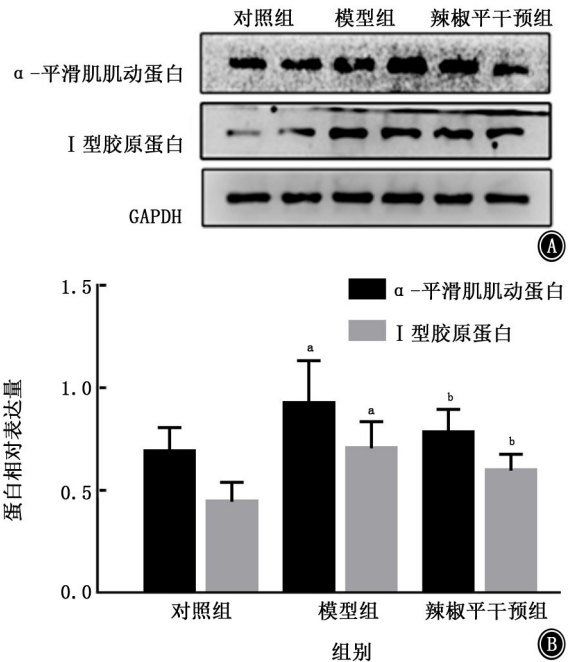 对照组 模型组 辣椒平干预组
α-平滑肌肌动蛋白
Ⅰ型胶原蛋白
GAPDH
A
1.5
α-平滑肌肌动蛋白
Ⅰ型胶原蛋白
a
1.0
a
b
b
0.5
0.0
蛋白相对表达量
对照组 模型组 辣椒平干预组
组别
B